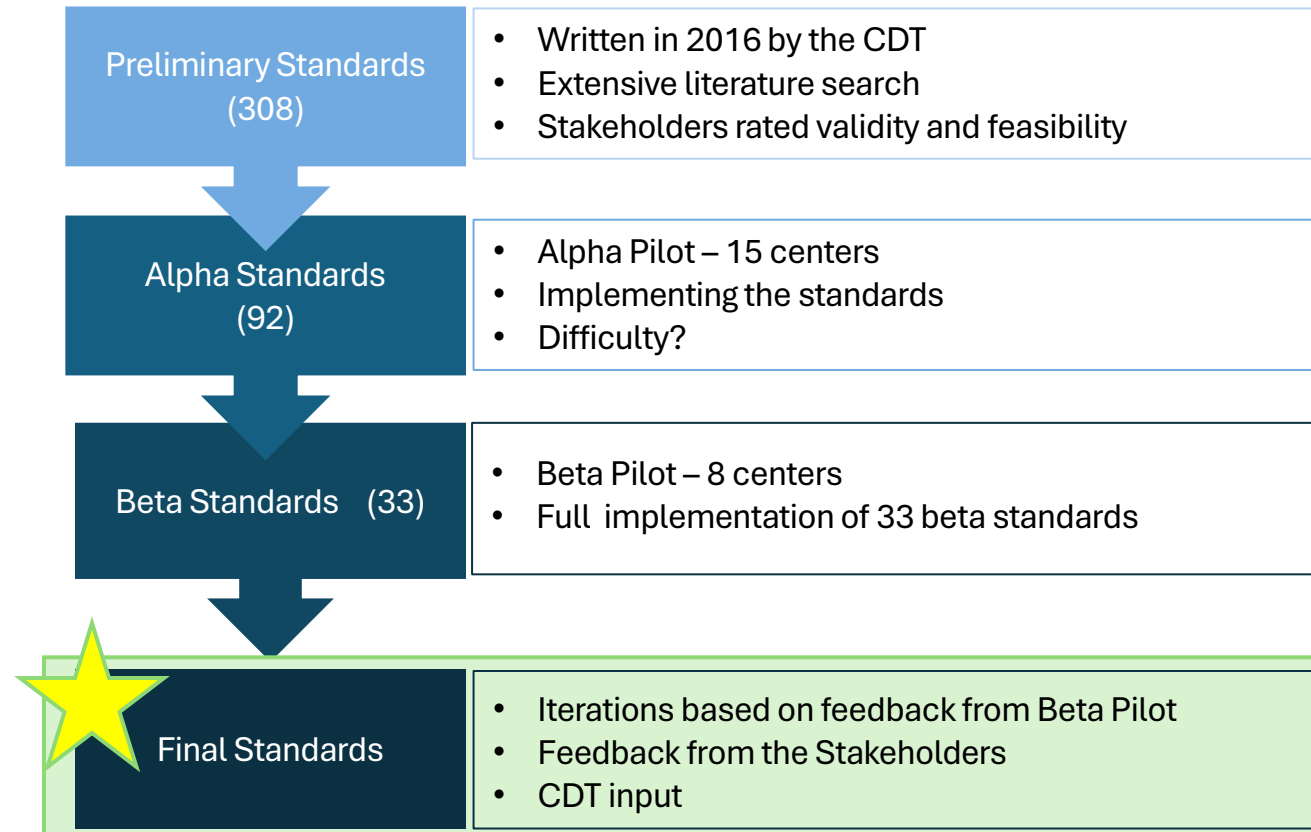 Preliminary Standards
(308)
• Written in 2016 by the CDT
• Extensive literature search
• Stakeholders rated validity and feasibility
Alpha Standards
(92)
• Alpha Pilot – 15 centers
• Implementing the standards
• Difficulty?
Beta Standards (33)
• Beta Pilot – 8 centers
• Full implementation of 33 beta standards
Final Standards
• Iterations based on feedback from Beta Pilot
• Feedback from the Stakeholders
• CDT input